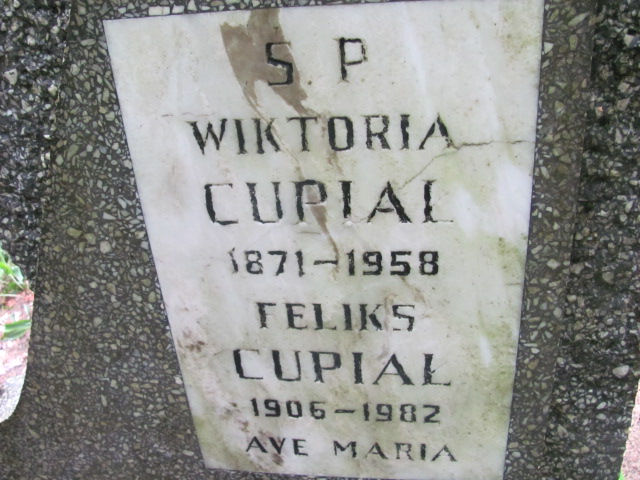 S P
WIKTORIA
CUPIAŁ
1871-1958
FELIKS
CUPIAŁ
1906-1982
AVE MARIA